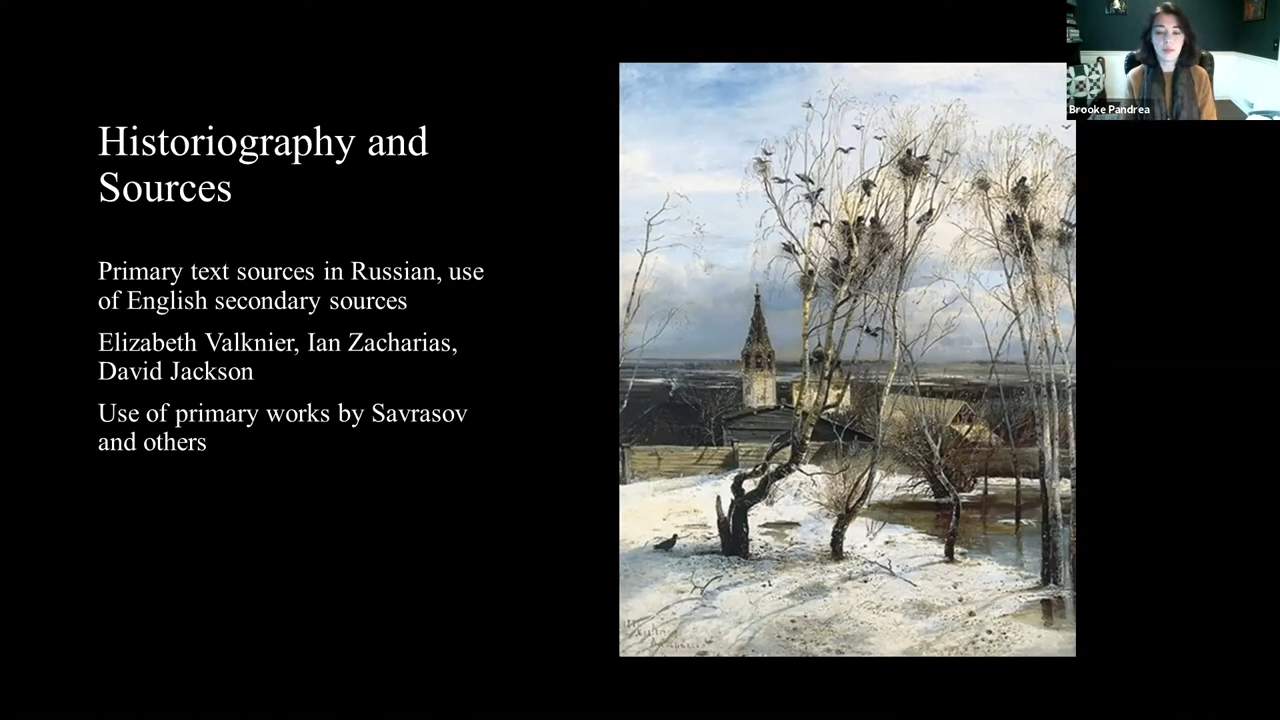 Historiography and
Sources
Primary text sources in Russian, use
of English secondary sources
Elizabeth Valknier, Ian Zacharias,
David Jackson
Use of primary works by Savrasov
and others
Brooke Pandrea